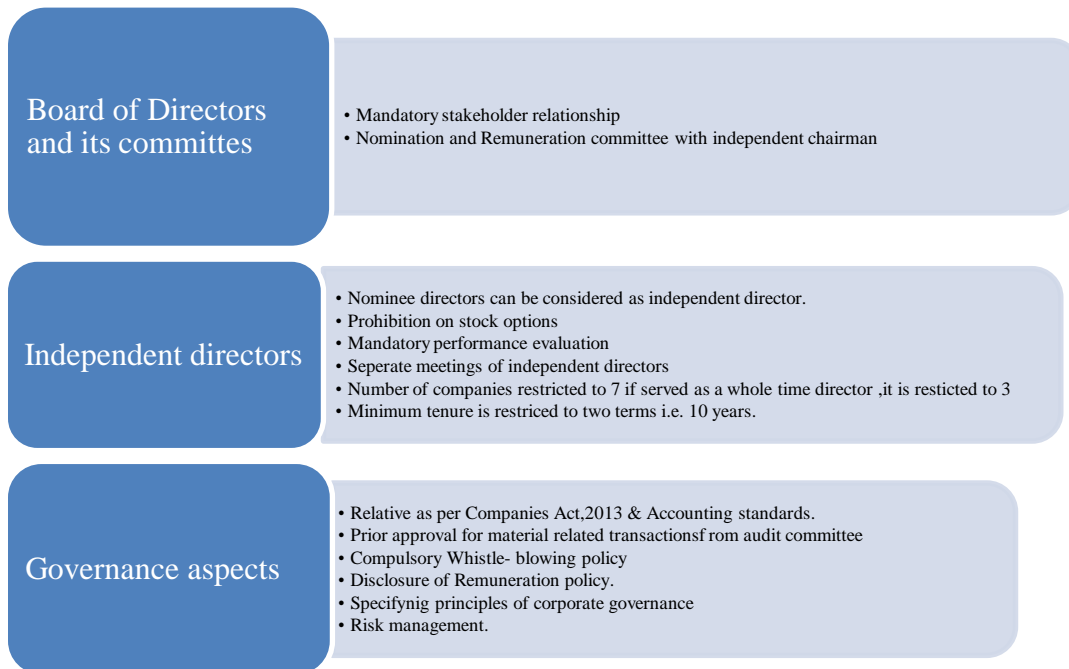 Board of Directors
and its committes
• Mandatory stakeholder relationship
• Nomination and Remuneration committee with independent chairman
Independent directors
• Nominee directors can be considered as independent director.
• Prohibition on stock options
• Mandatory performance evaluation
• Seperate meetings of independent directors
• Number of companies restricted to 7 if served as a whole time director ,it is resticted to 3
• Minimum tenure is restriced to two terms i.e. 10 years.
Governance aspects
• Relative as per Companies Act,2013 & Accounting standards.
• Prior approval for material related transactionsf rom audit committee
• Compulsory Whistle- blowing policy
• Disclosure of Remuneration policy.
• Specifynig principles of corporate governance
• Risk management.